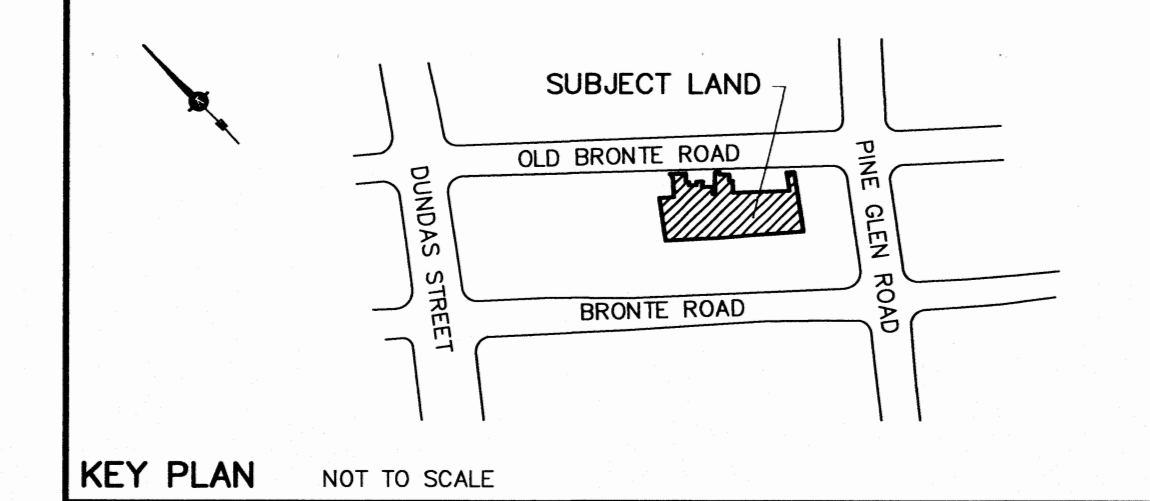 SUBJECT LAND
OLD BRONTE ROAD
DUNDAS STREET
PINE GLEN ROAD
BRONTE ROAD
KEY PLAN NOT TO SCALE